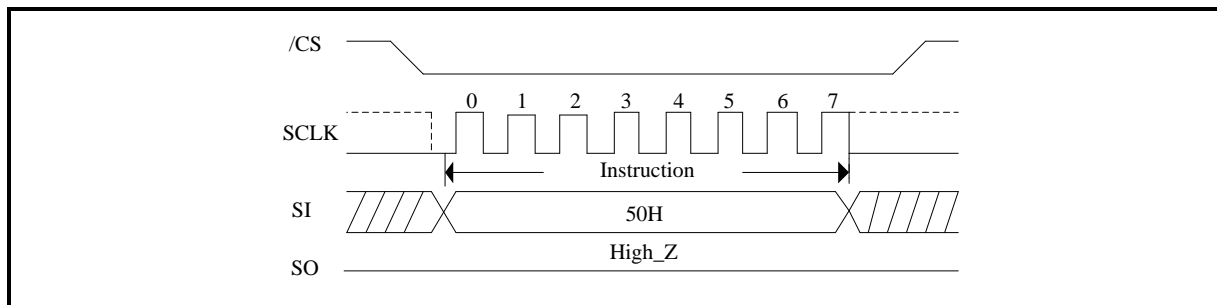 /CS
0 1 2 3 4 5 6 7
SCLK
Instruction
SI
50H
High_Z
SO